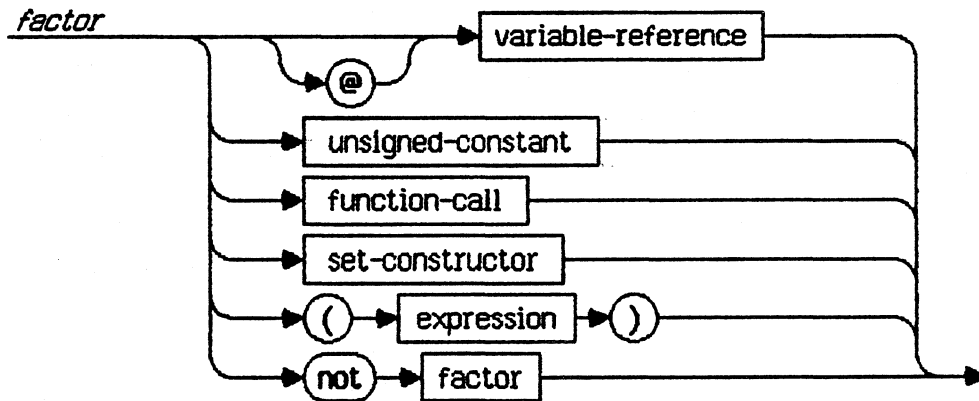 factor
variable-reference
@
unsigned-constant
function-call
set-constructor
( expression )
not factor